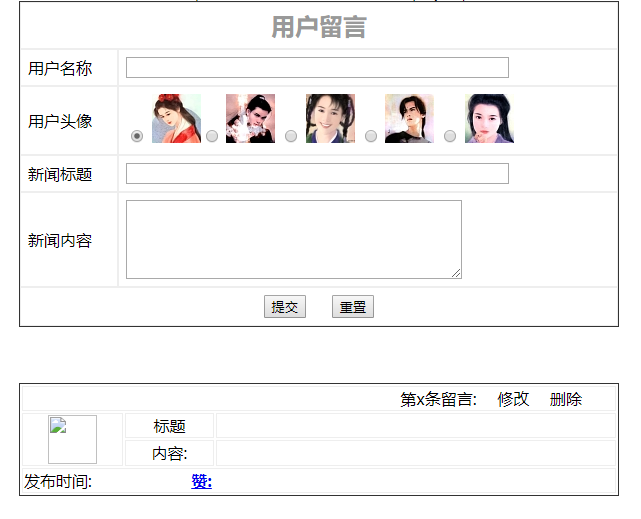 用户留言
用户名称
用户头像
新闻标题
新闻内容
提交 重置
第x条留言: 修改 删除
标题
内容:
发布时间: 赞: